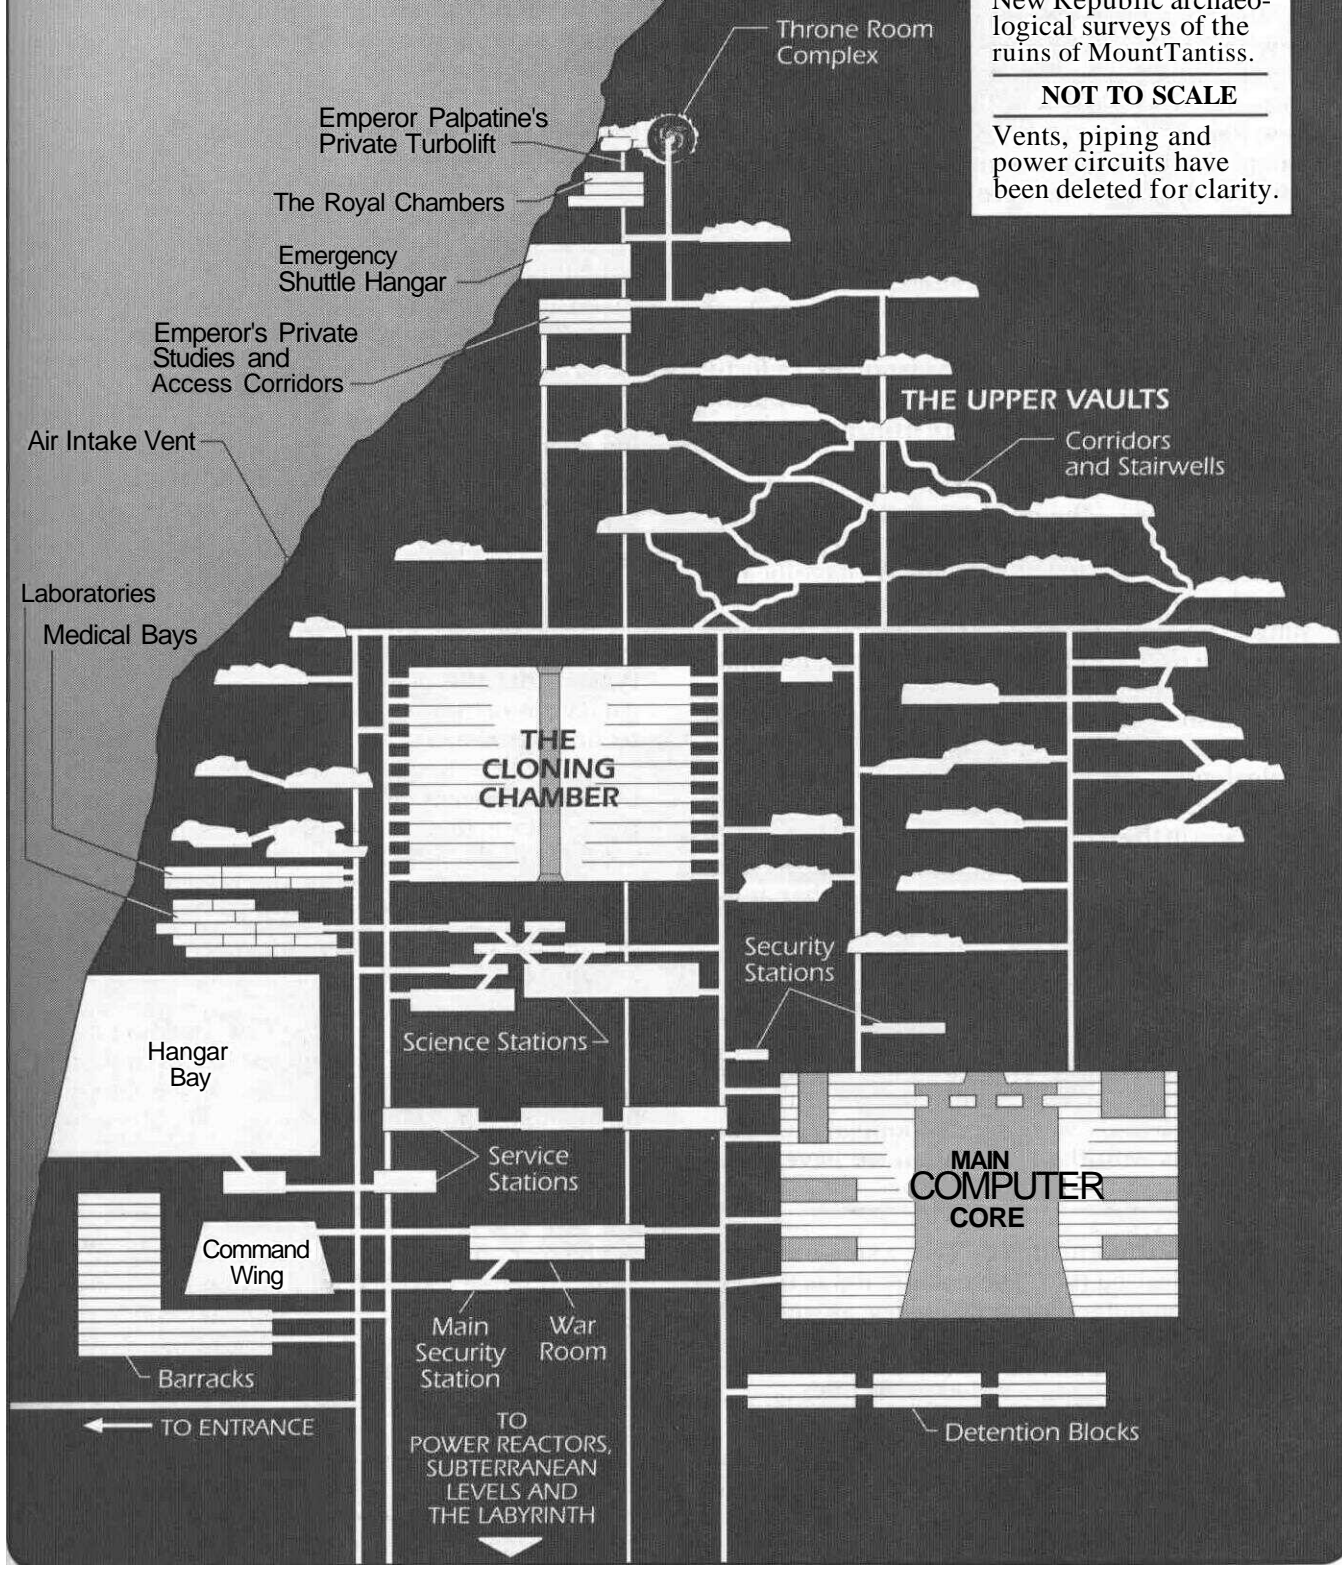 New Republic archaeo-
logical surveys of the
ruins of MountTantiss.
NOT TO SCALE
Vents, piping and
power circuits have
been deleted for clarity.
Throne Room
Complex
Emperor Palpatine's
Private Turbolift
The Royal Chambers
Emergency
Shuttle Hangar
Emperor's Private
Studies and
Access Corridors
THE UPPER VAULTS
Corridors
and Stairwells
Air Intake Vent
Laboratories
Medical Bays
THE
CLONING
CHAMBER
Security
Stations
Science Stations
Hangar
Bay
Service
Stations
MAIN
COMPUTER
CORE
Command
Wing
Main
Security
Station
War
Room
Barracks
TO ENTRANCE
TO
POWER REACTORS,
SUBTERRANEAN
LEVELS AND
THE LABYRINTH
Detention Blocks